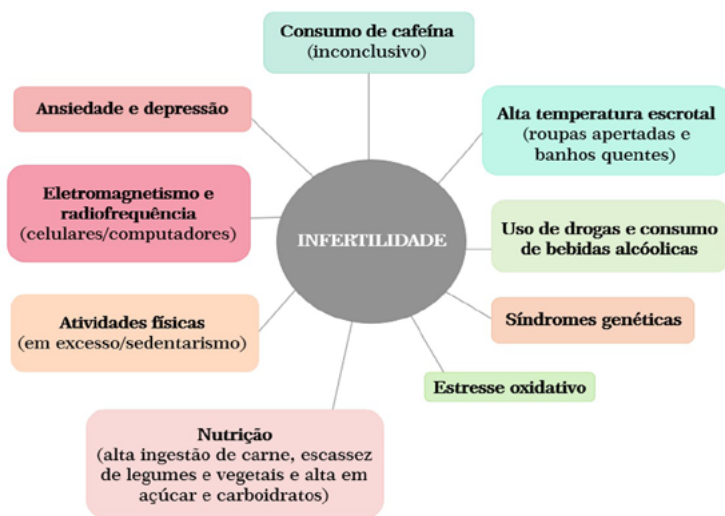 Consumo de cafeína
(inconclusivo)
Ansiedade e depressão
Alta temperatura escrotal
(roupas apertadas e
banhos quentes)
Eletromagnetismo e
radiofrequência
(celulares/computadores)
INFERTILIDADE
Uso de drogas e consumo
de bebidas alcóolicas
Atividades físicas
(em excesso/sedentarismo)
Síndromes genéticas
Estresse oxidativo
Nutrição
(alta ingestão de carne, escassez
de legumes e vegetais e alta em
açúcar e carboidratos)